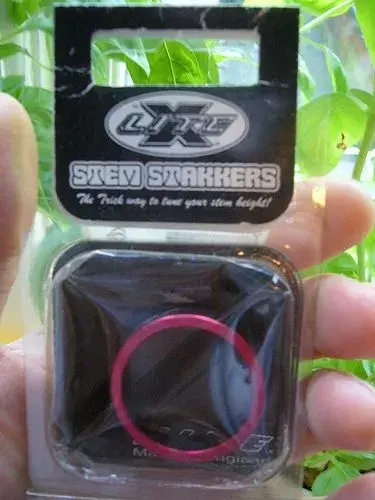 X LITE
STEM STAKKERS
The Trick way to tune your stem height!